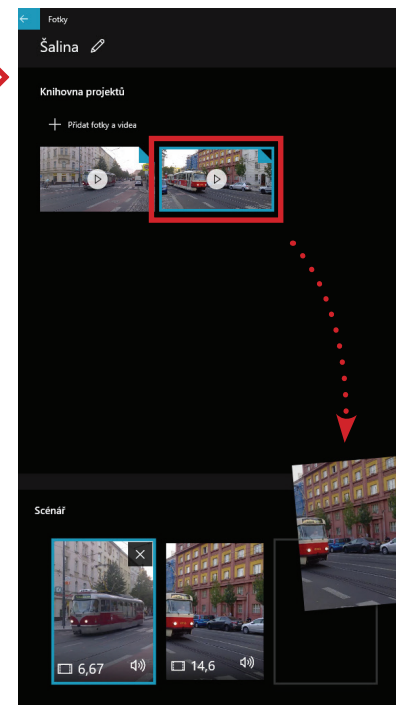 Fotky
Šalina
Knihovna projektů
Přidat fotky a videa
Scénář
6,67
14,6